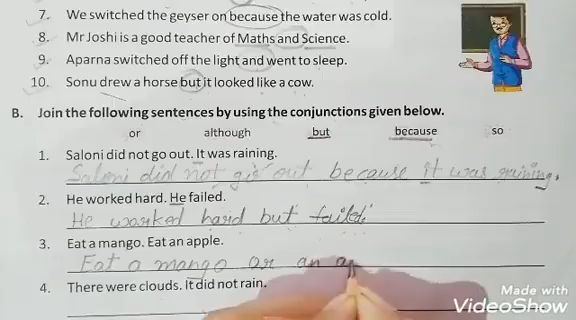 7. We switched the geyser on because the water was cold.
8. Mr Joshi is a good teacher of Maths and Science.
9. Aparna switched off the light and went to sleep.
10. Sonu drew a horse but it looked like a cow.
B. Join the following sentences by using the conjunctions given below.
or although but because so
1. Saloni did not go out. It was raining.
Saloni did not go out because it was raining.
2. He worked hard. He failed.
He worked hard but failed.
3. Eat a mango. Eat an apple.
Eat a mango or an ap
4. There were clouds. It did not rain.
Made with
VideoShow